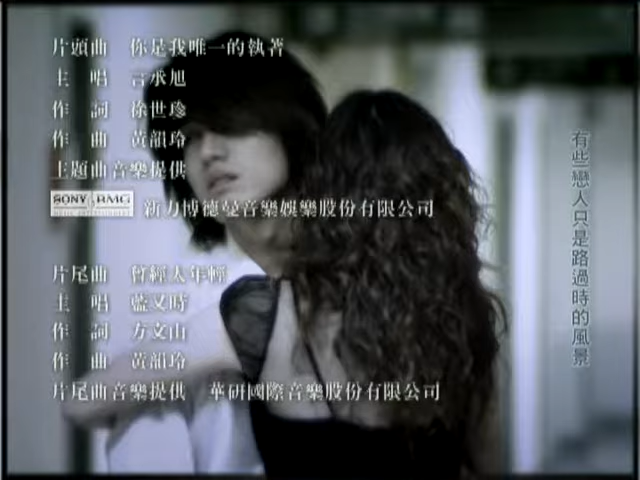 片頭曲 你是我唯一的執著
主 唱 言承旭
作 詞 徐世珍
作 曲 黃韻玲
主題曲音樂提供
SONY BMG
MUSIC ENTERTAINMENT
新力博德曼音樂娛樂股份有限公司
片尾曲 曾經太年輕
主 唱 藍又時
作 詞 方文山
作 曲 黃韻玲
片尾曲音樂提供 華研國際音樂股份有限公司
有些戀人只是路過時的風景